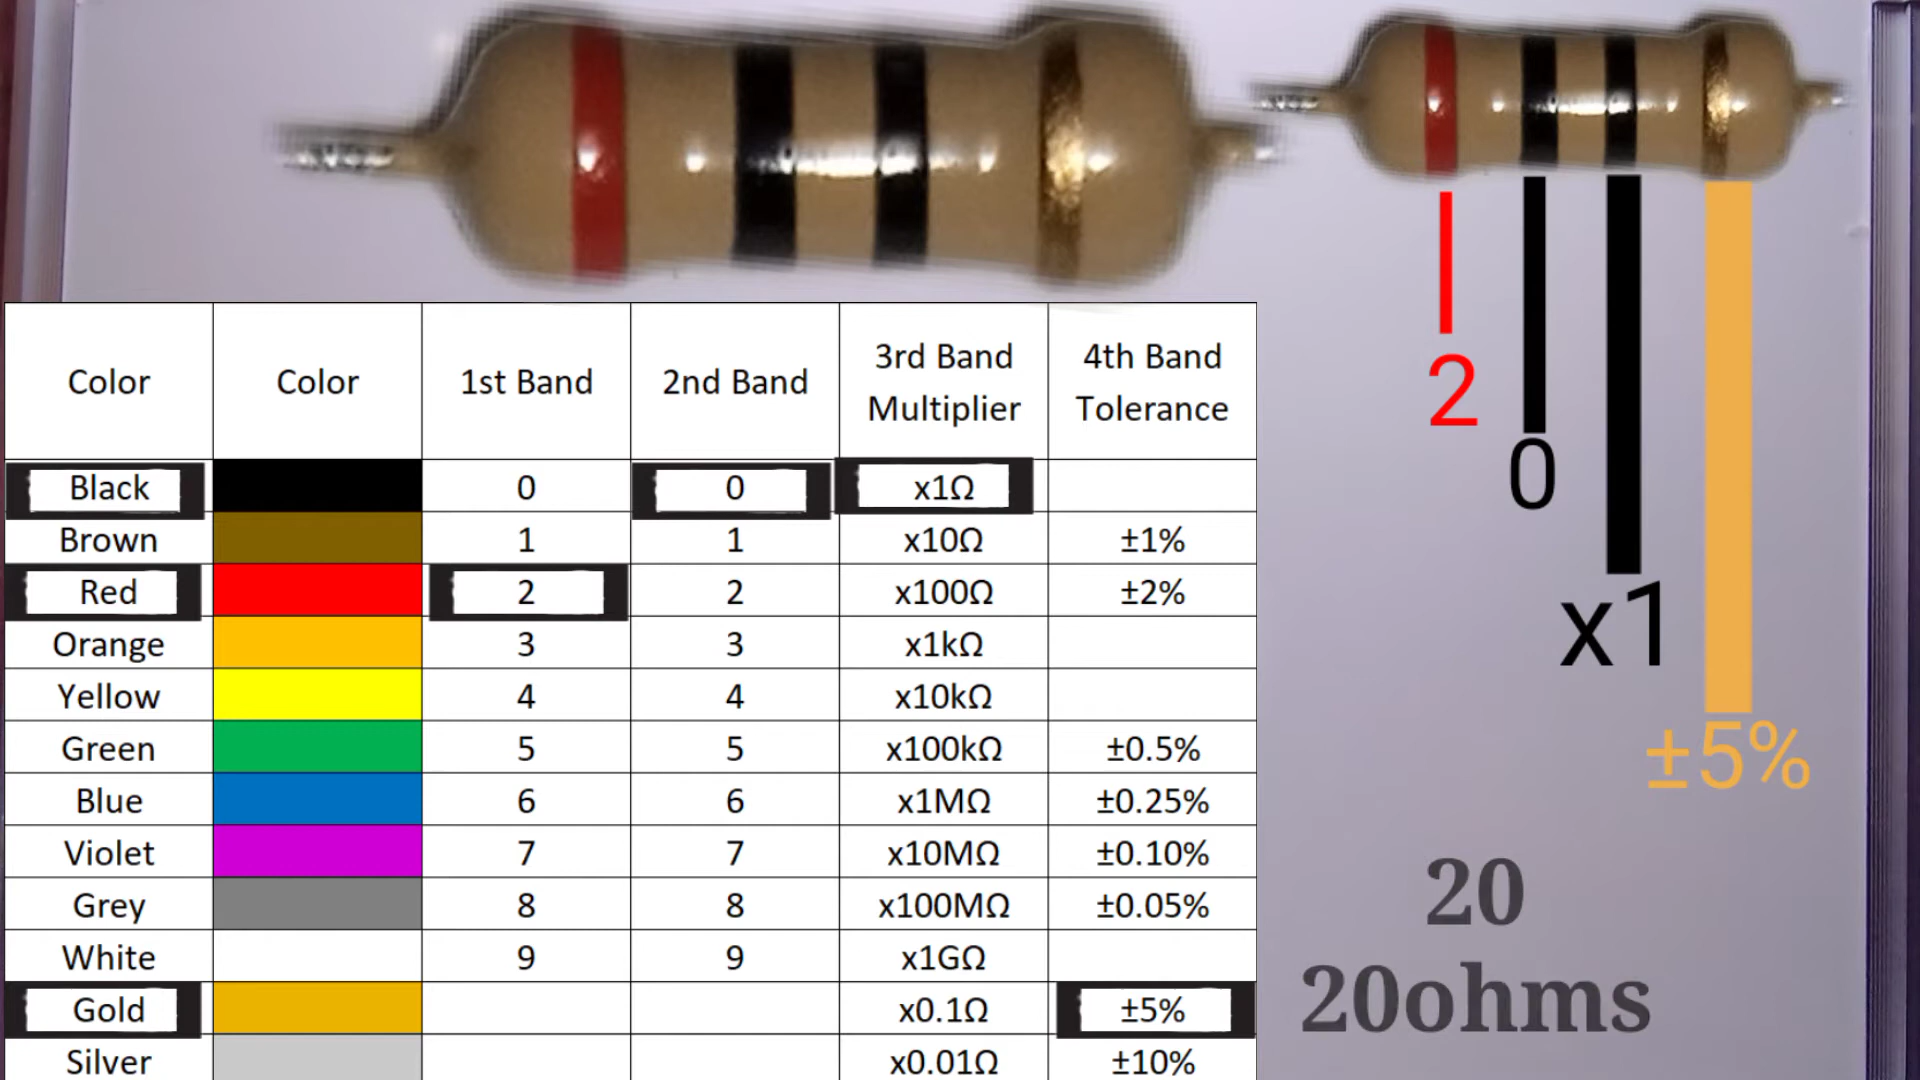 Color Color 1st Band 2nd Band 3rd Band Multiplier 4th Band Tolerance
Black 0 0 x1Ω
Brown 1 1 x10Ω ±1%
Red 2 2 x100Ω ±2%
Orange 3 3 x1kΩ
Yellow 4 4 x10kΩ
Green 5 5 x100kΩ ±0.5%
Blue 6 6 x1MΩ ±0.25%
Violet 7 7 x10MΩ ±0.10%
Grey 8 8 x100MΩ ±0.05%
White 9 9 x1GΩ
Gold x0.1Ω ±5%
Silver x0.01Ω ±10%
2
0
x1
±5%
20
20ohms